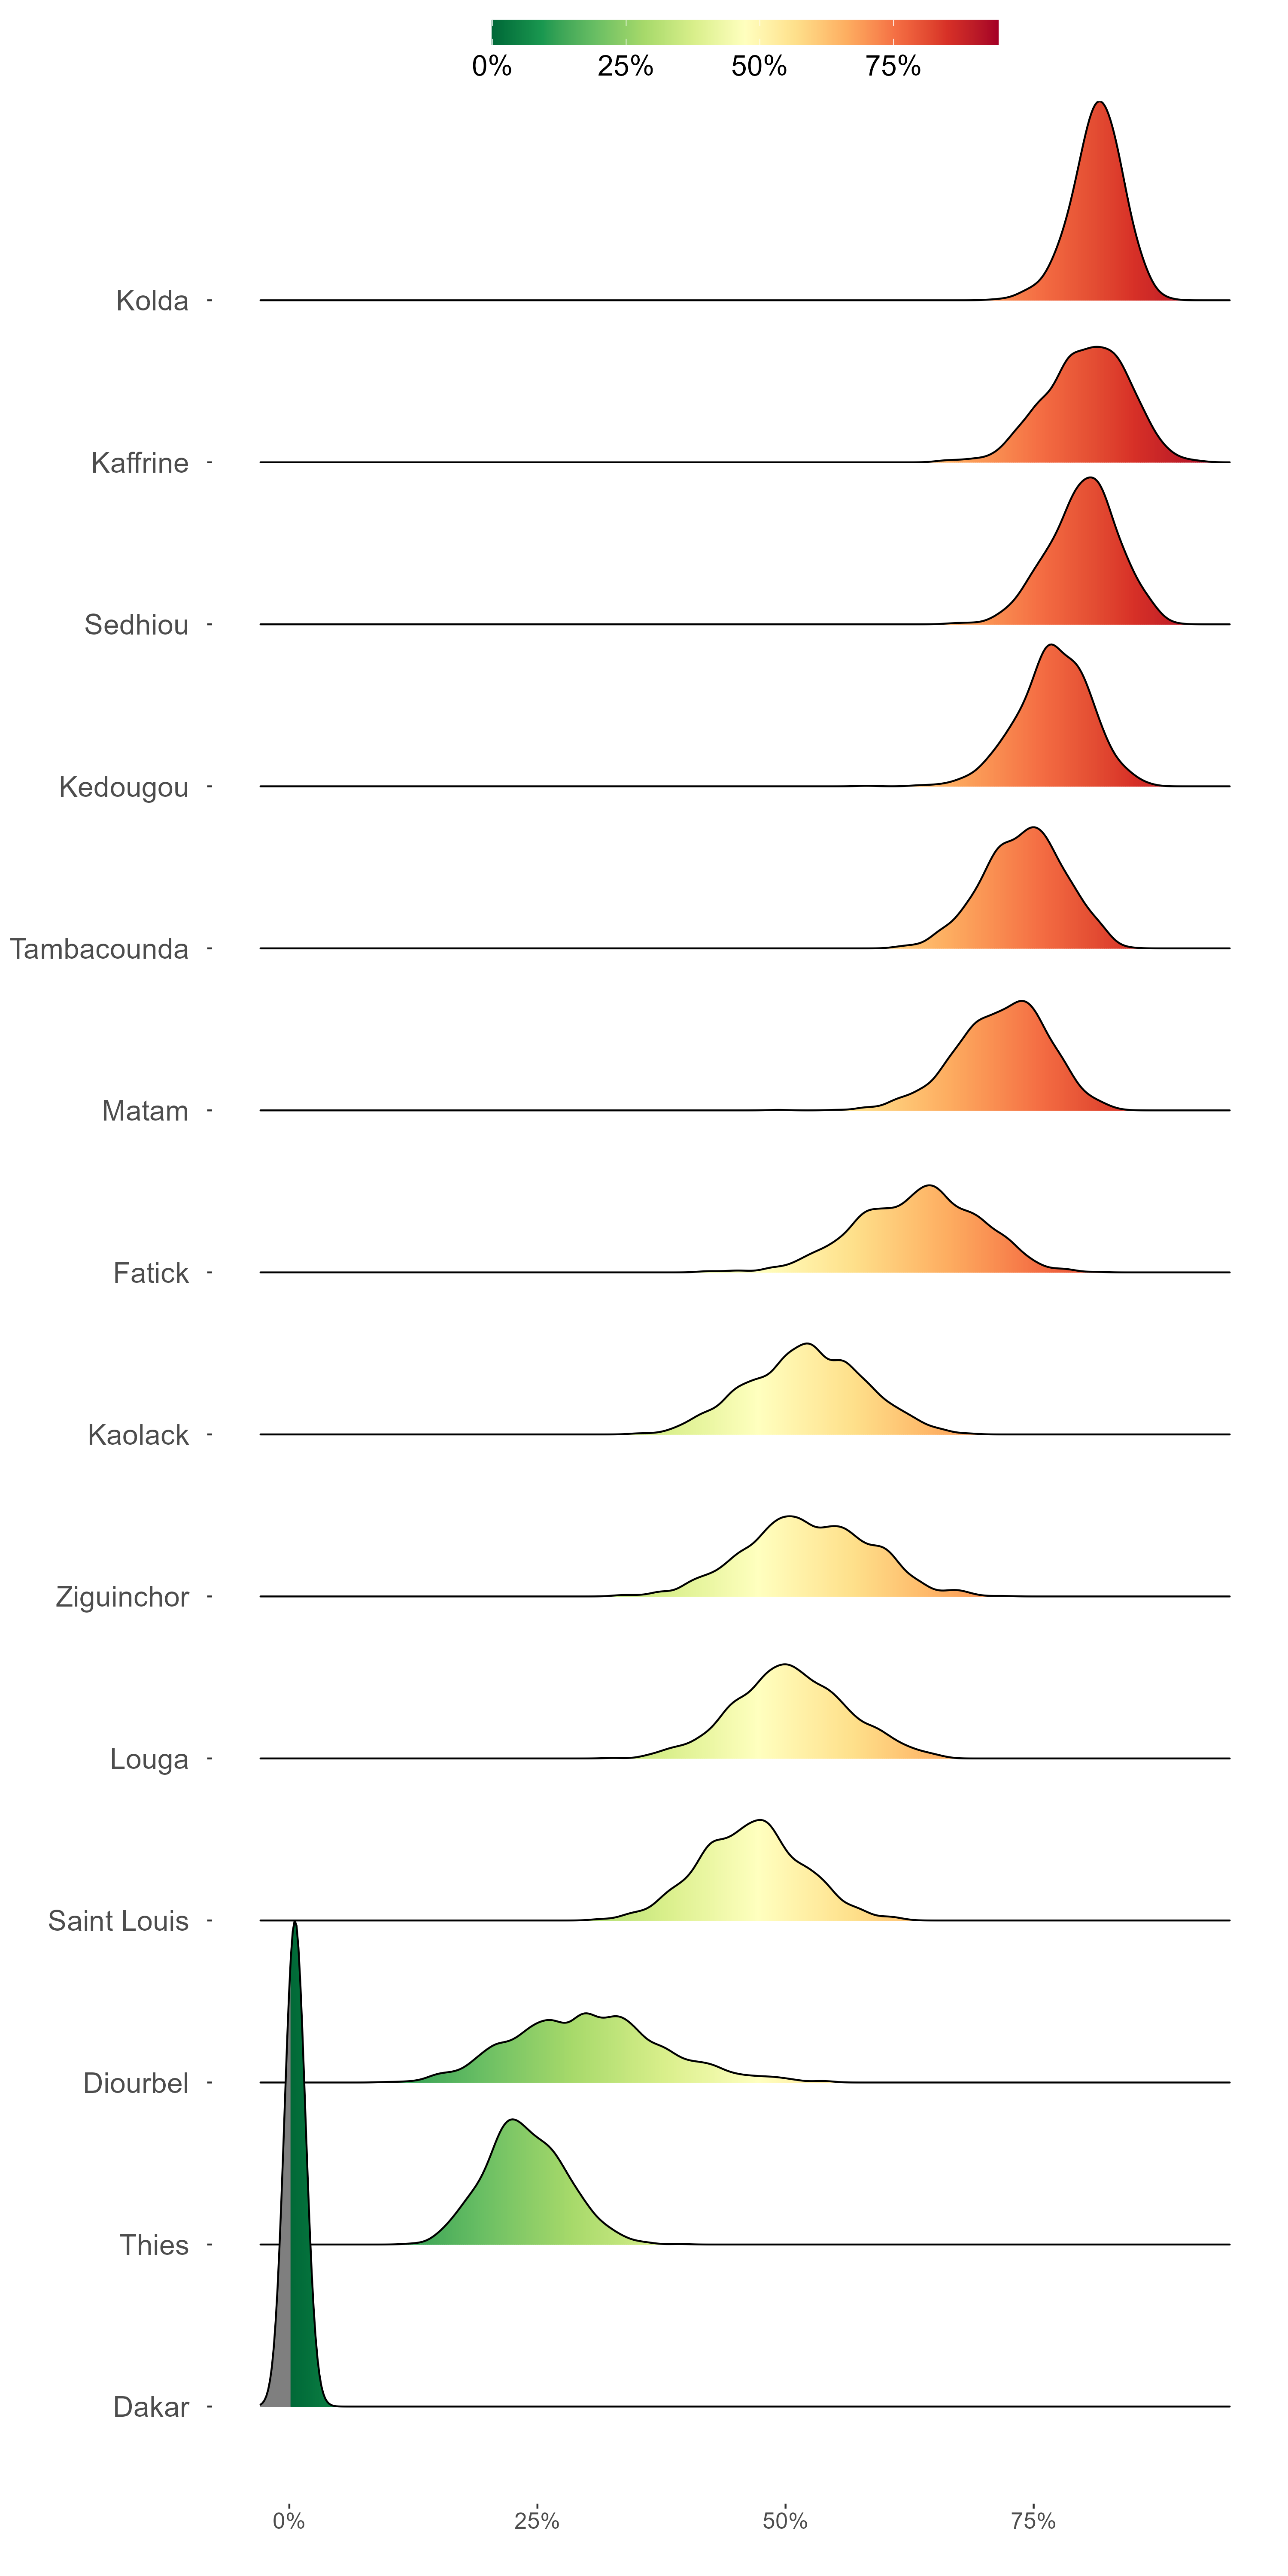 0% 25% 50% 75%
Kolda
Kaffrine
Sedhiou
Kedougou
Tambacounda
Matam
Fatick
Kaolack
Ziguinchor
Louga
Saint Louis
Diourbel
Thies
Dakar
0% 25% 50% 75%